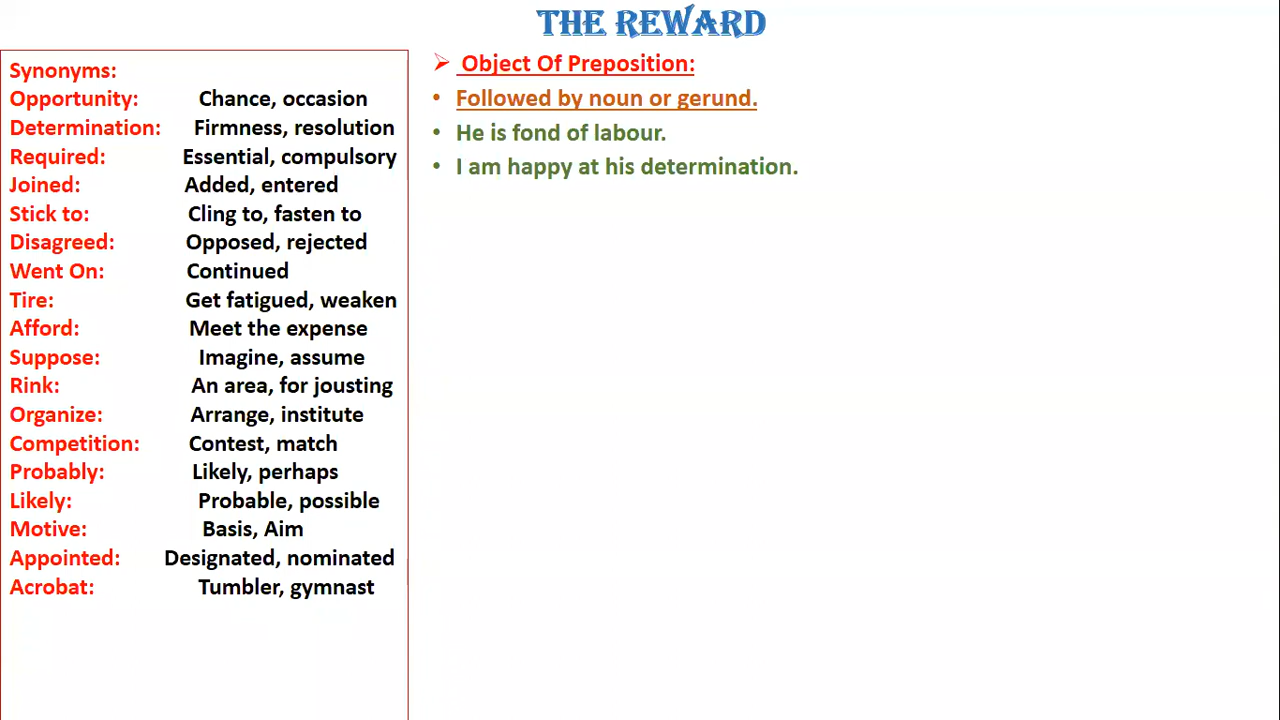 THE REWARD
Synonyms:
Opportunity: Chance, occasion
Determination: Firmness, resolution
Required: Essential, compulsory
Joined: Added, entered
Stick to: Cling to, fasten to
Disagreed: Opposed, rejected
Went On: Continued
Tire: Get fatigued, weaken
Afford: Meet the expense
Suppose: Imagine, assume
Rink: An area, for jousting
Organize: Arrange, institute
Competition: Contest, match
Probably: Likely, perhaps
Likely: Probable, possible
Motive: Basis, Aim
Appointed: Designated, nominated
Acrobat: Tumbler, gymnast
➢ Object Of Preposition:
• Followed by noun or gerund.
• He is fond of labour.
• I am happy at his determination.